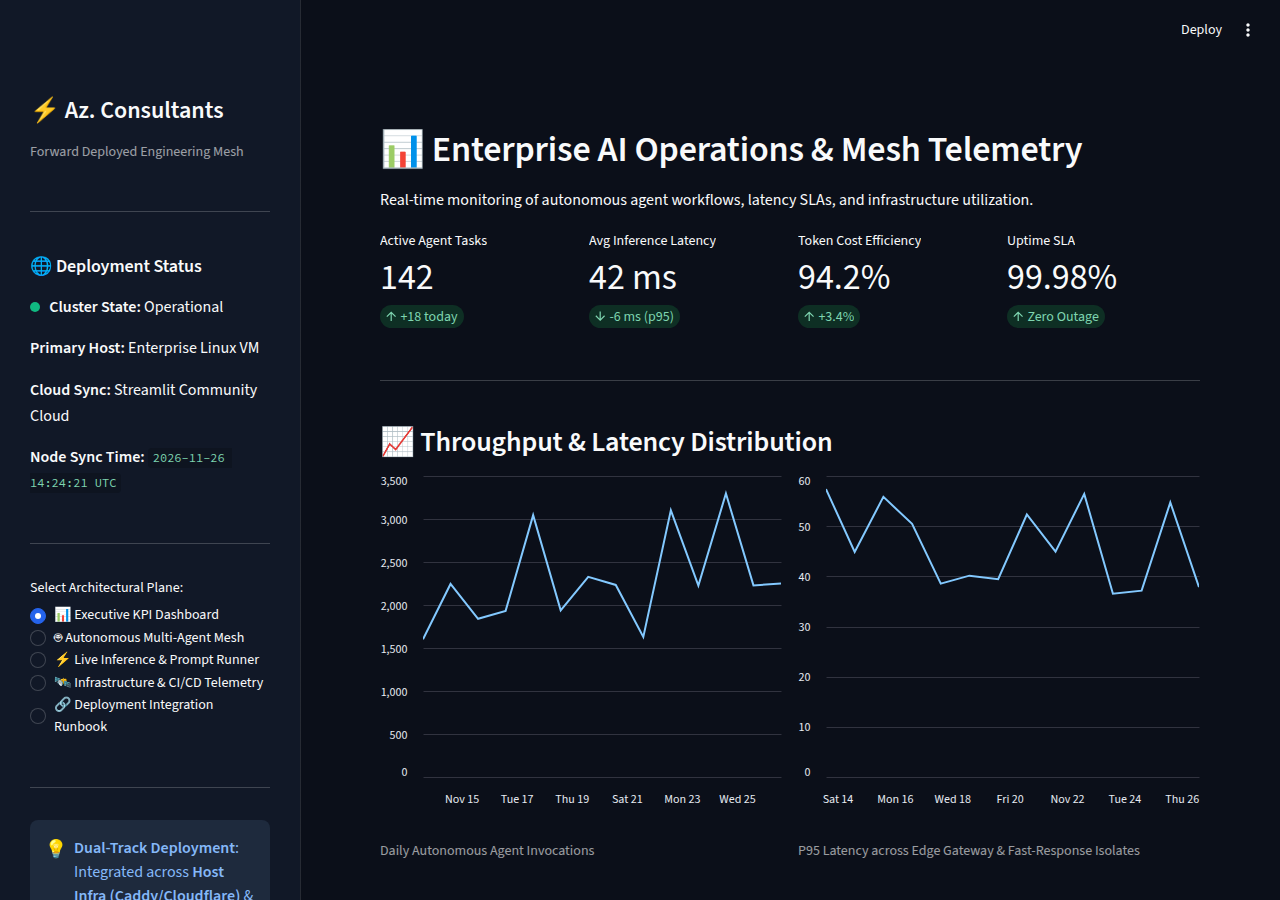 Deploy
⚡ Az. Consultants
Forward Deployed Engineering Mesh
🌐 Deployment Status
Cluster State: Operational
Primary Host: Enterprise Linux VM
Cloud Sync: Streamlit Community
Cloud
Node Sync Time: 2026-11-26
14:24:21 UTC
Select Architectural Plane:
📊 Executive KPI Dashboard
Autonomous Multi-Agent Mesh
⚡ Live Inference & Prompt Runner
🛰️ Infrastructure & CI/CD Telemetry
🔗 Deployment Integration
Runbook
💡 Dual-Track Deployment:
Integrated across Host
Infra (Caddy/Cloudflare) &
📊 Enterprise AI Operations & Mesh Telemetry
Real-time monitoring of autonomous agent workflows, latency SLAs, and infrastructure utilization.
Active Agent Tasks
142
↑ +18 today
Avg Inference Latency
42 ms
↓ -6 ms (p95)
Token Cost Efficiency
94.2%
↑ +3.4%
Uptime SLA
99.98%
↑ Zero Outage
📈 Throughput & Latency Distribution
3,500
3,000
2,500
2,000
1,500
1,000
500
0
Nov 15 Tue 17 Thu 19 Sat 21 Mon 23 Wed 25
Daily Autonomous Agent Invocations
60
50
40
30
20
10
0
Sat 14 Mon 16 Wed 18 Fri 20 Nov 22 Tue 24 Thu 26
P95 Latency across Edge Gateway & Fast-Response Isolates